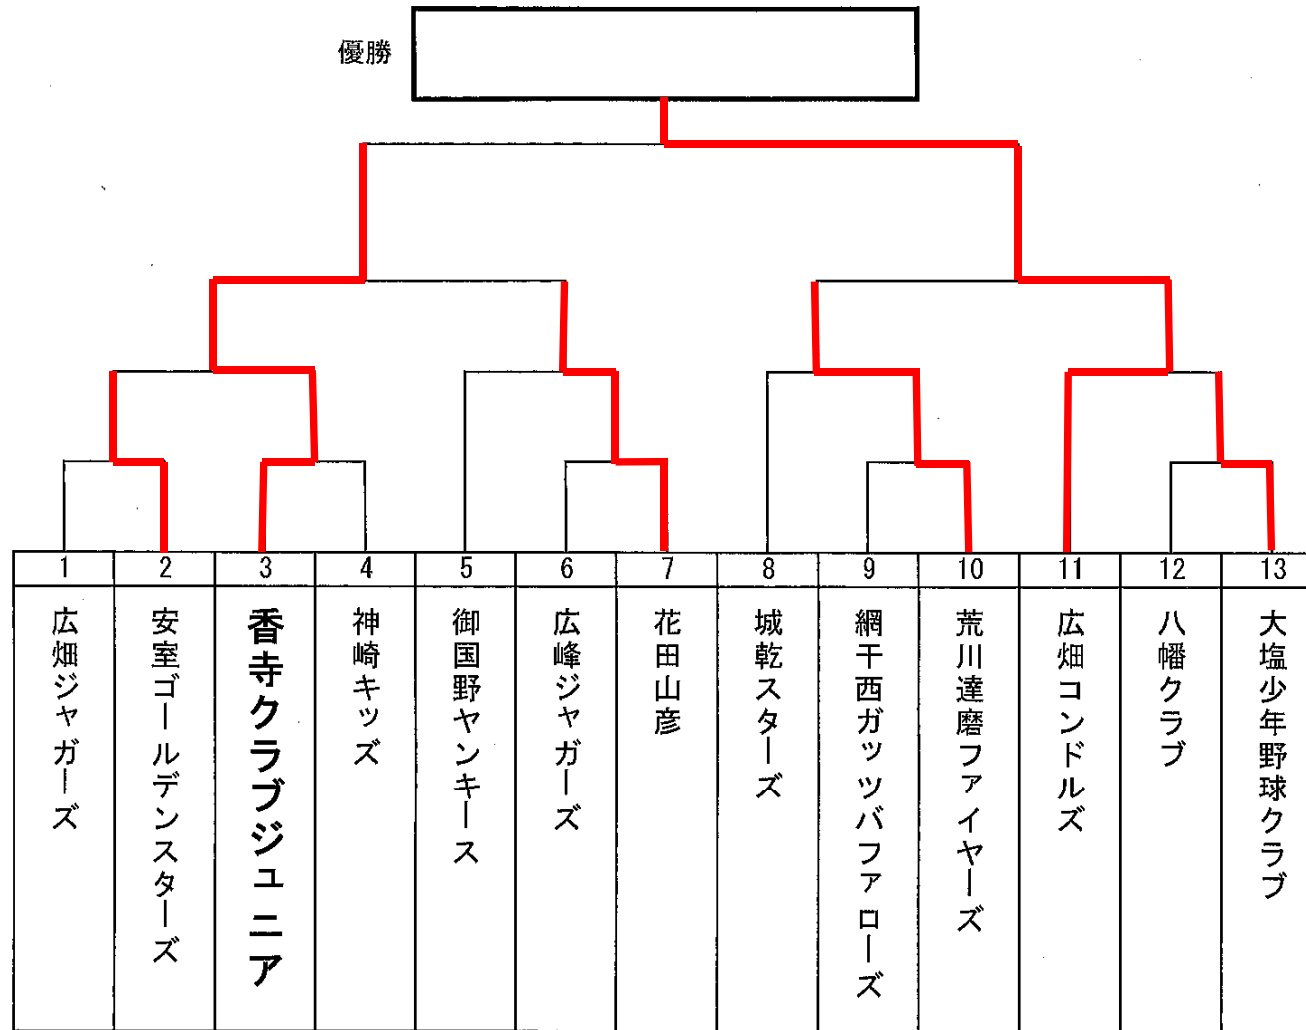 優勝
1
2
3
4
5
6
7
8
9
10
11
12
13
広畑ジャガーズ
安室ゴールデンスターズ
香寺クラブジュニア
神崎キッズ
御国野ヤンキース
広峰ジャガーズ
花田山彦
城乾スターズ
網干西ガッツバファローズ
荒川達磨ファイヤーズ
広畑コンドルズ
八幡クラブ
大塩少年野球クラブ